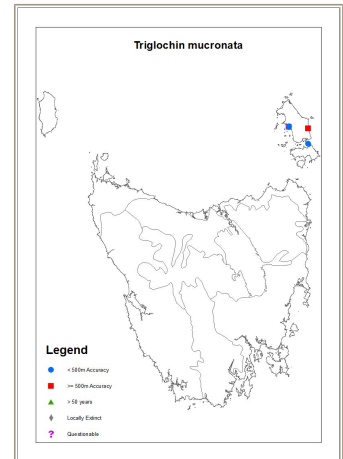 Triglochin mucronata
Legend
< 500m Accuracy
>= 500m Accuracy
> 50 years
Locally Extinct
? Questionable